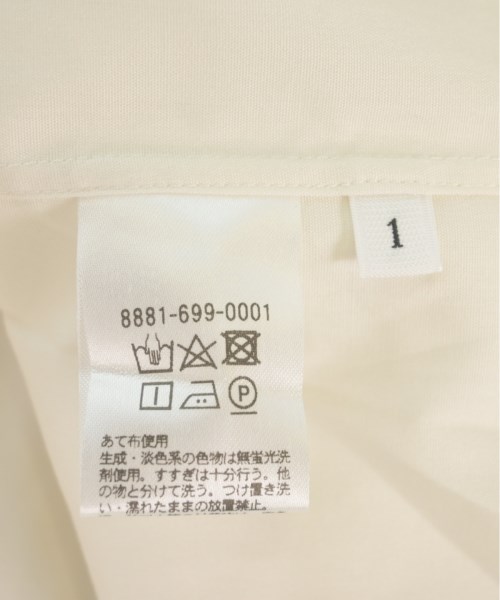 1
8881-699-0001
P
あて布使用
生成・淡色系の色物は無蛍光洗
剤使用。すすぎは十分行う。他
の物と分けて洗う。つけ置き洗
い・濡れたままの放置禁止。